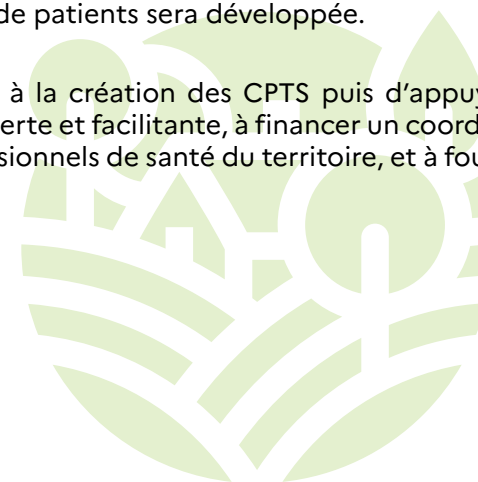 de patients sera développée.
à la création des CPTS puis d'appu
erte et facilitante, à financer un coord
sionnels de santé du territoire, et à fou